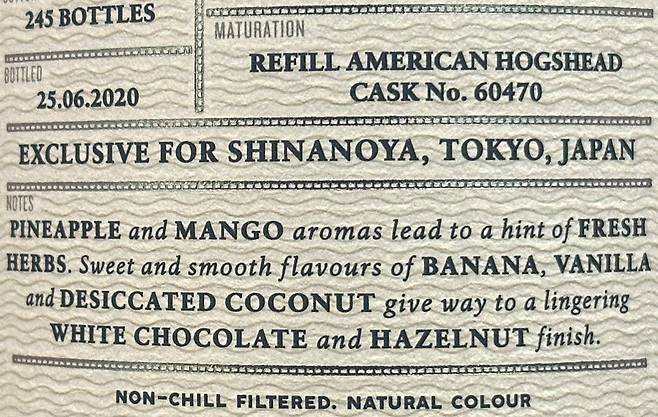 245 BOTTLES
BOTTLED
25.06.2020
MATURATION
REFILL AMERICAN HOGSHEAD
CASK No. 60470
EXCLUSIVE FOR SHINANOYA, TOKYO, JAPAN
NOTES
PINEAPPLE and MANGO aromas lead to a hint of FRESH
HERBS. Sweet and smooth flavours of BANANA, VANILLA
and DESICCATED COCONUT give way to a lingering
WHITE CHOCOLATE and HAZELNUT finish.
NON-CHILL FILTERED. NATURAL COLOUR